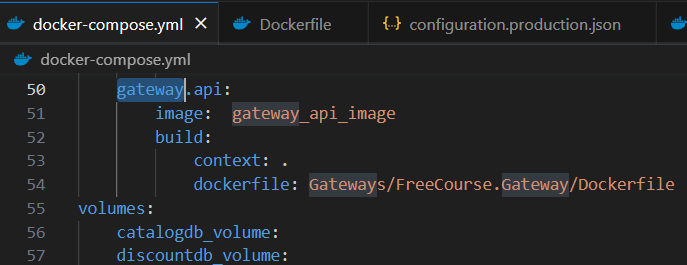 docker-compose.yml × Dockerfile {..} configuration.production.json
docker-compose.yml
50 gateway.api:
51 image:  gateway_api_image
52 build:
53 context: .
54 dockerfile: Gateways/FreeCourse.Gateway/Dockerfile
55 volumes:
56 catalogdb_volume:
57 discountdb_volume: